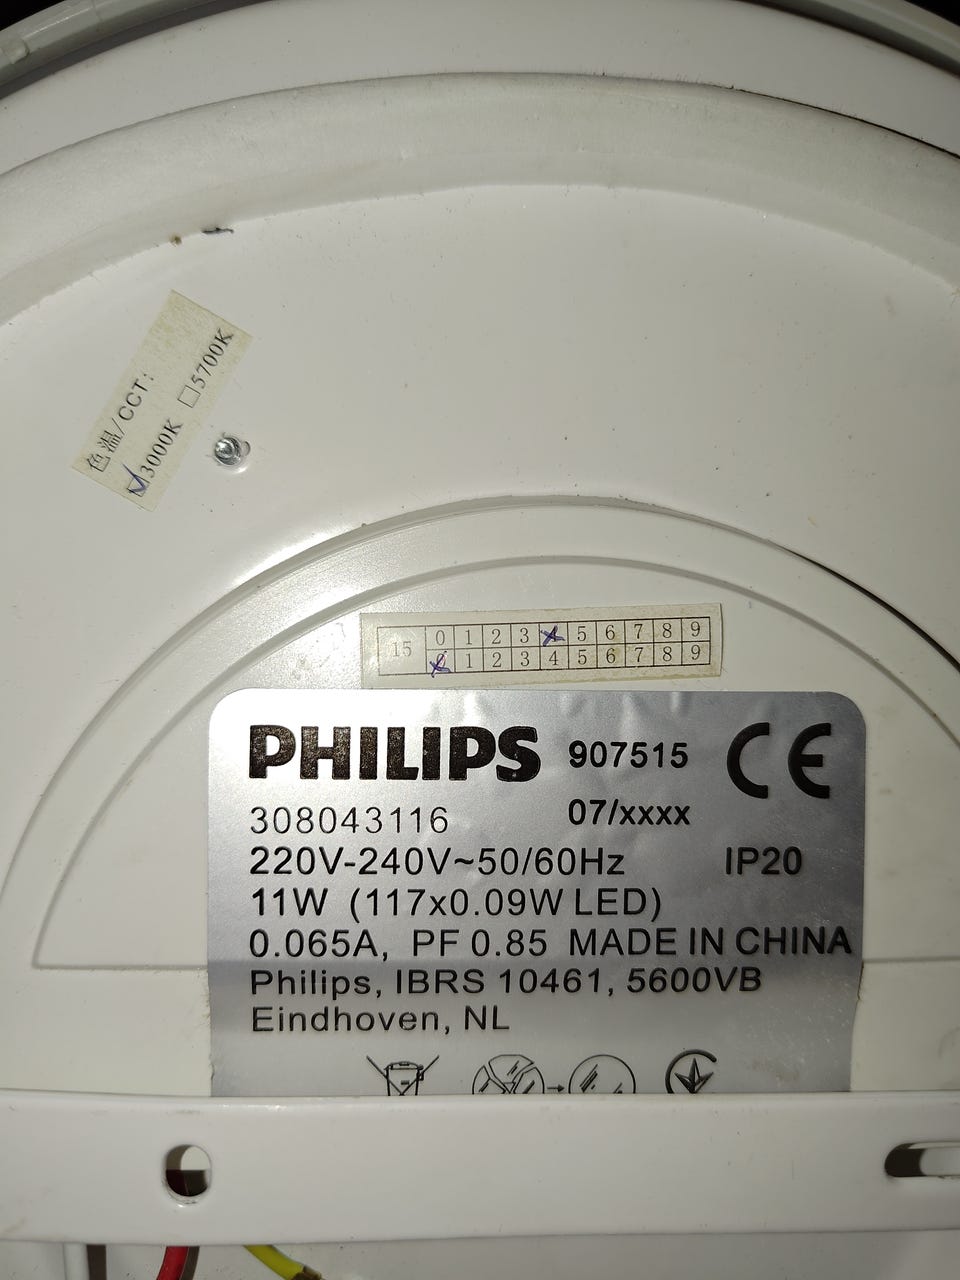 色温/CCT:
3000K 5700K
15 0 1 2 3 5 6 7 8 9
1 2 3 4 5 6 7 8 9
PHILIPS 907515 CE
308043116 07/xxxx
220V-240V~50/60Hz IP20
11W (117x0.09W LED)
0.065A, PF 0.85 MADE IN CHINA
Philips, IBRS 10461, 5600VB
Eindhoven, NL